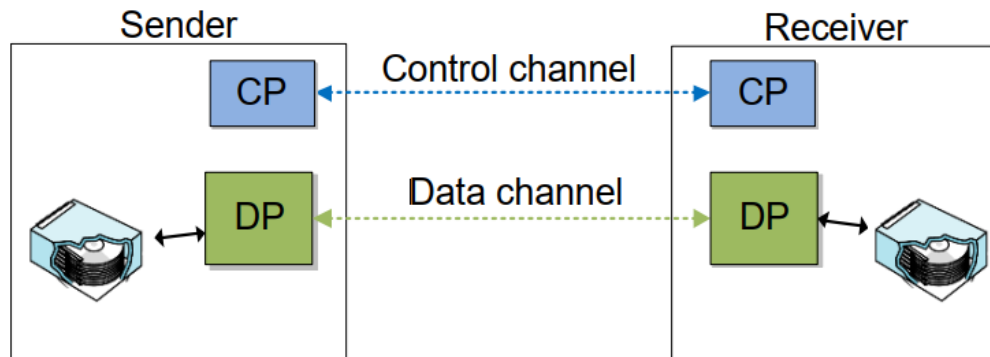 Sender
Receiver
Control channel
CP
CP
Data channel
DP
DP